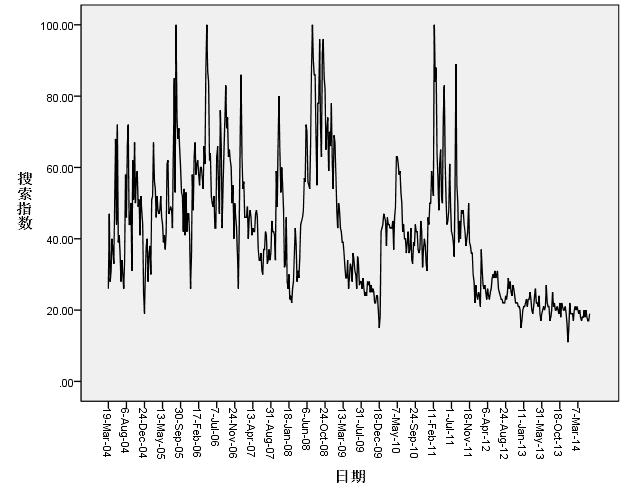 100.00
80.00
60.00
40.00
20.00
.00
搜索指数
19-Mar-04
6-Aug-04
24-Dec-04
13-May-05
30-Sep-05
17-Feb-06
7-Jul-06
24-Nov-06
13-Apr-07
31-Aug-07
18-Jan-08
6-Jun-08
24-Oct-08
13-Mar-09
31-Jul-09
18-Dec-09
7-May-10
24-Sep-10
11-Feb-11
1-Jul-11
18-Nov-11
6-Apr-12
24-Aug-12
11-Jan-13
31-May-13
18-Oct-13
7-Mar-14
日期